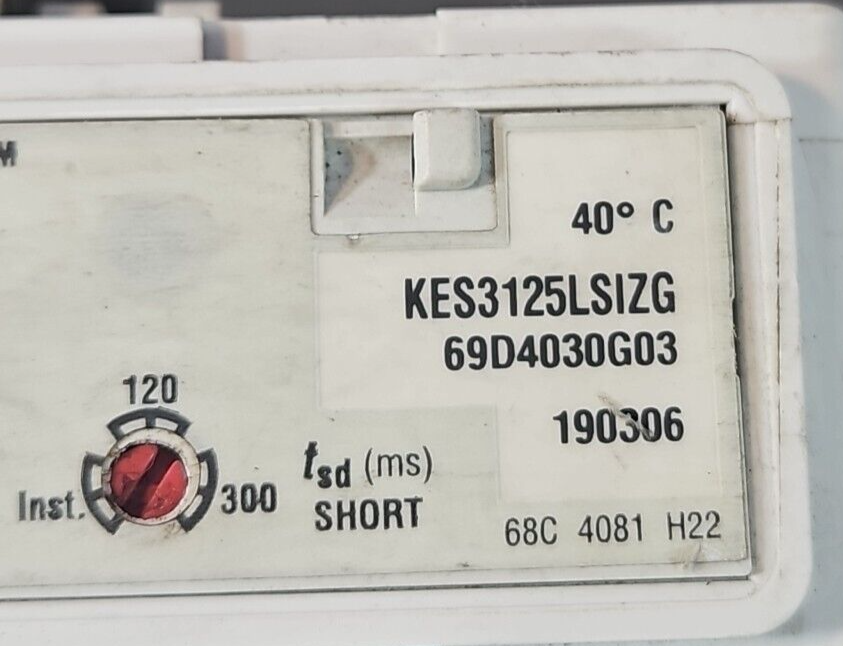 M
40° C
KES3125LSIZG
69D4030G03
120
190306
Inst. 300 tsd (ms)
SHORT
68C 4081 H22